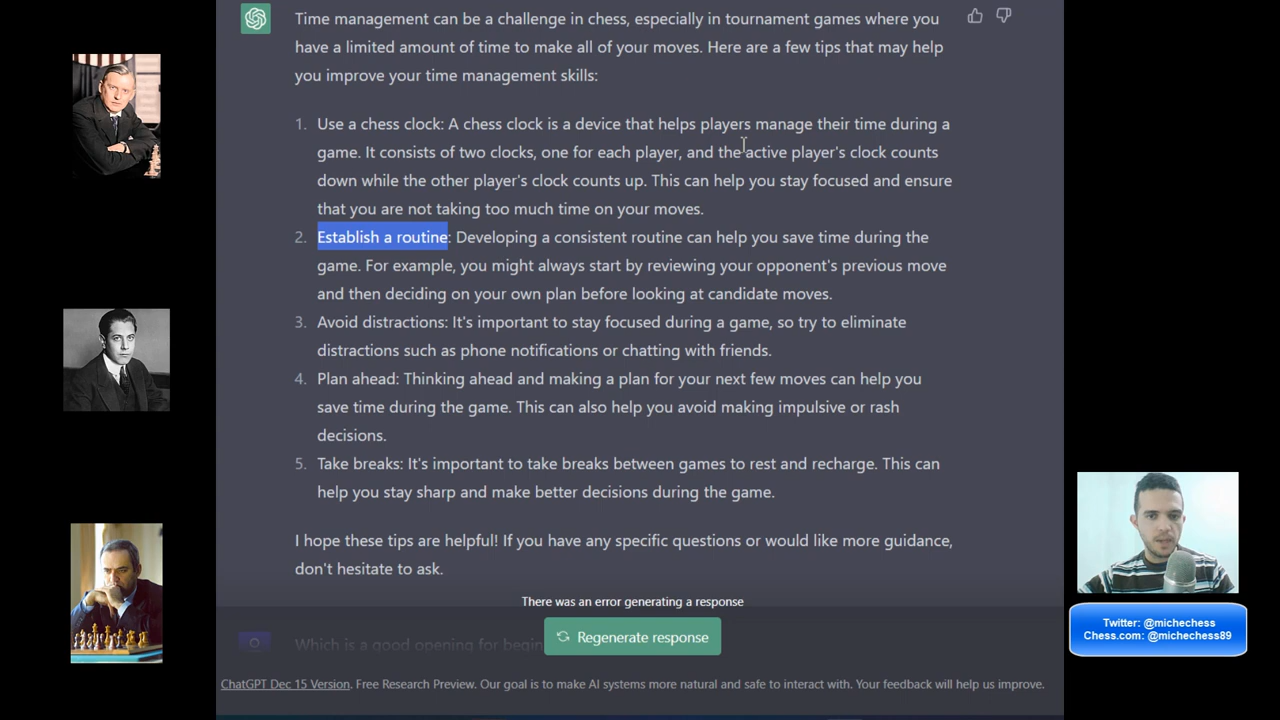 Time management can be a challenge in chess, especially in tournament games where you
have a limited amount of time to make all of your moves. Here are a few tips that may help
you improve your time management skills:
1. Use a chess clock: A chess clock is a device that helps players manage their time during a
game. It consists of two clocks, one for each player, and the active player's clock counts
down while the other player's clock counts up. This can help you stay focused and ensure
that you are not taking too much time on your moves.
2. Establish a routine: Developing a consistent routine can help you save time during the
game. For example, you might always start by reviewing your opponent's previous move
and then deciding on your own plan before looking at candidate moves.
3. Avoid distractions: It's important to stay focused during a game, so try to eliminate
distractions such as phone notifications or chatting with friends.
4. Plan ahead: Thinking ahead and making a plan for your next few moves can help you
save time during the game. This can also help you avoid making impulsive or rash
decisions.
5. Take breaks: It's important to take breaks between games to rest and recharge. This can
help you stay sharp and make better decisions during the game.
I hope these tips are helpful! If you have any specific questions or would like more guidance,
don't hesitate to ask.
There was an error generating a response
Which is a good opening for begin
Regenerate response
ChatGPT Dec 15 Version. Free Research Preview. Our goal is to make AI systems more natural and safe to interact with. Your feedback will help us improve.
Twitter: @michechess
Chess.com: @michechess89